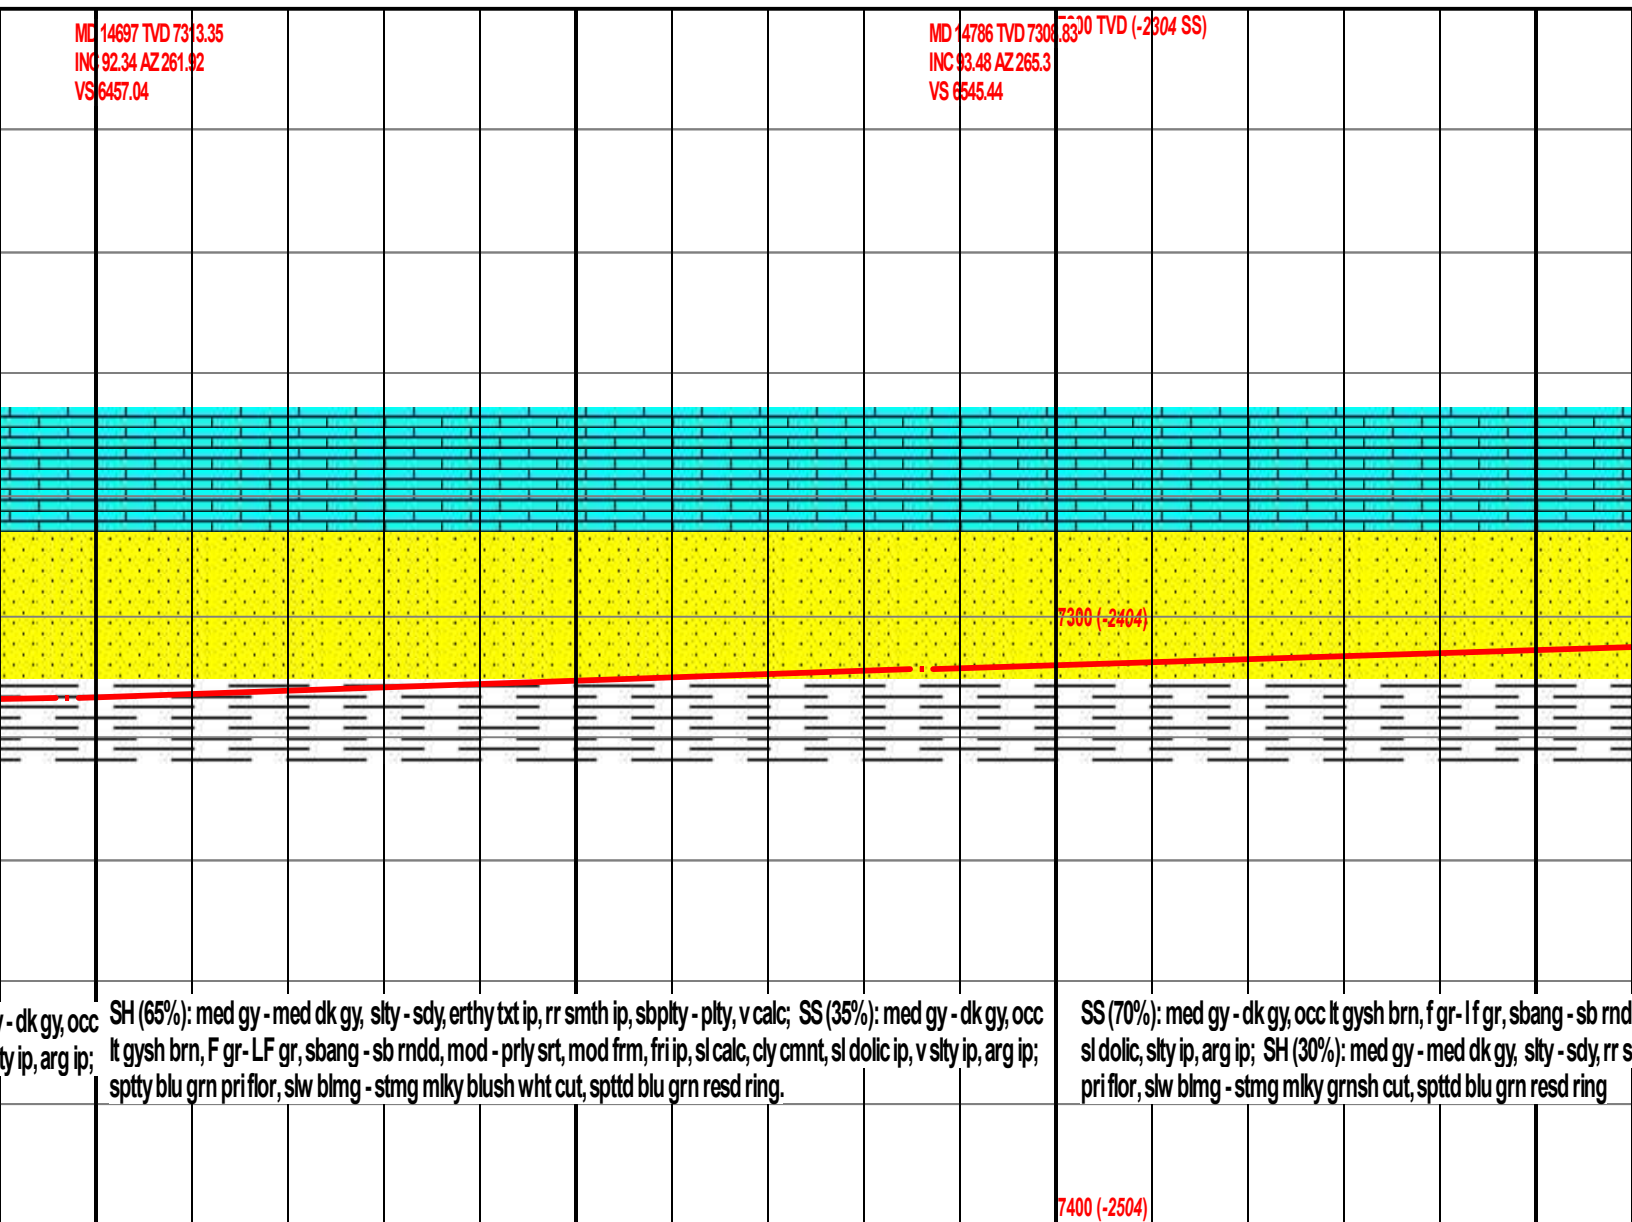 MD 14697 TVD 7313.35
INC 92.34 AZ 261.92
VS 6457.04
MD 14786 TVD 7308.83
INC 93.48 AZ 265.3
VS 6545.44
TVD (-2304 SS)
7300 (-2404)
- dk gy, occ
ty ip, arg ip;
SH (65%): med gy - med dk gy, slty - sdy, erthy txt ip, rr smth ip, sbplty - plty, v calc; SS (35%): med gy - dk gy, occ
lt gysh brn, F gr- LF gr, sbang - sb rndd, mod - prly srt, mod frm, fri ip, sl calc, cly cmnt, sl dolic ip, v slty ip, arg ip;
sptty blu grn pri flor, slw blmg - stmg mlky blush wht cut, spttd blu grn resd ring.
SS (70%): med gy - dk gy, occ lt gysh brn, f gr- l f gr, sbang - sb rnd
sl dolic, slty ip, arg ip; SH (30%): med gy - med dk gy, slty - sdy, rr s
pri flor, slw blmg - stmg mlky grnsh cut, spttd blu grn resd ring
7400 (-2504)